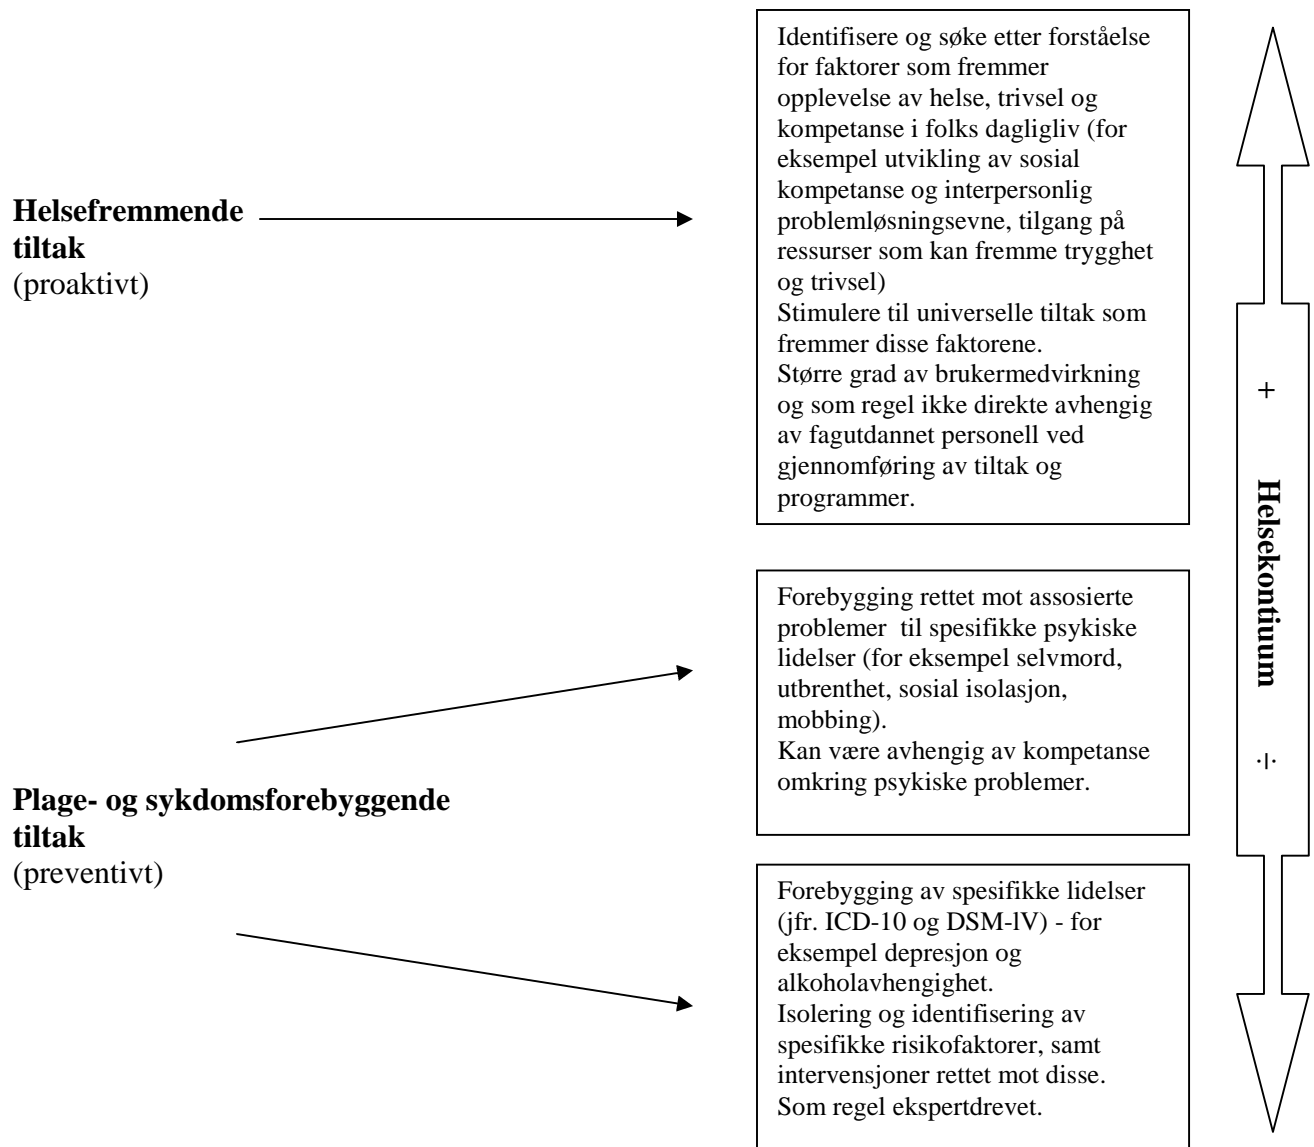 Helsefremmende
tiltak
(proaktivt)
Identifisere og søke etter forståelse
for faktorer som fremmer
opplevelse av helse, trivsel og
kompetanse i folks dagligliv (for
eksempel utvikling av sosial
kompetanse og interpersonlig
problemløsningsevne, tilgang på
ressurser som kan fremme trygghet
og trivsel)
Stimulere til universelle tiltak som
fremmer disse faktorene.
Større grad av brukermedvirkning
og som regel ikke direkte avhengig
av fagutdannet personell ved
gjennomføring av tiltak og
programmer.
Plage- og sykdomsforebyggende
tiltak
(preventivt)
Forebygging rettet mot assosierte
problemer  til spesifikke psykiske
lidelser (for eksempel selvmord,
utbrenthet, sosial isolasjon,
mobbing).
Kan være avhengig av kompetanse
omkring psykiske problemer.
Forebygging av spesifikke lidelser
(jfr. ICD-10 og DSM-lV) - for
eksempel depresjon og
alkoholavhengighet.
Isolering og identifisering av
spesifikke risikofaktorer, samt
intervensjoner rettet mot disse.
Som regel ekspertdrevet.
+ Helsekontiuum ÷